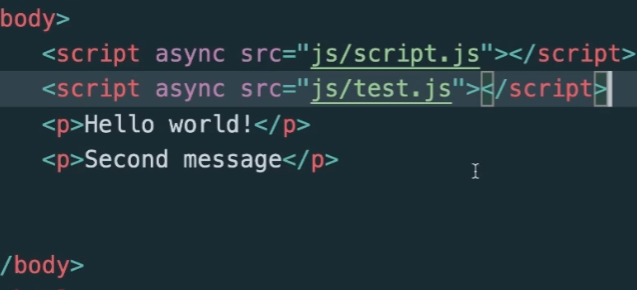 body>
<script async src="js/script.js"></script>
<script async src="js/test.js"></script>
<p>Hello world!</p>
<p>Second message</p>
/body>